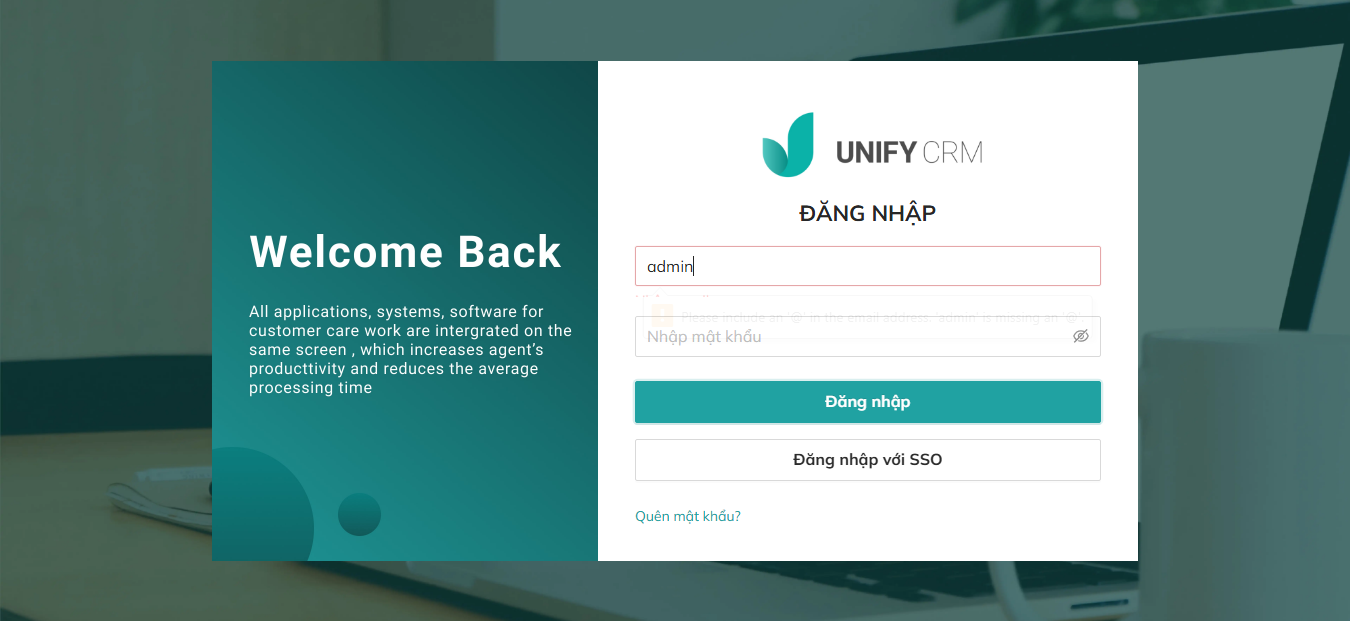 Welcome Back
All applications, systems, software for
customer care work are intergrated on the
same screen , which increases agent’s
producttivity and reduces the average
processing time
UNIFY CRM
ĐĂNG NHẬP
admin
Please include an '@' in the email address. 'admin' is missing an '@'.
Nhập mật khẩu
Đăng nhập
Đăng nhập với SSO
Quên mật khẩu?